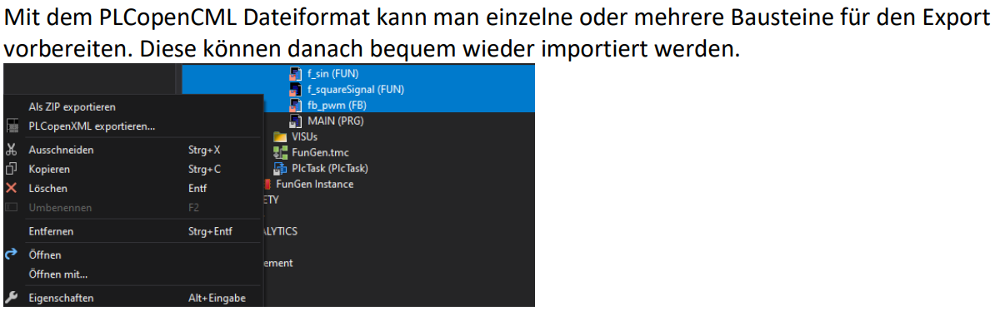 Mit dem PLCopenCML Dateiformat kann man einzelne oder mehrere Bausteine für den Export
vorbereiten. Diese können danach bequem wieder importiert werden.
f_sin (FUN)
f_squareSignal (FUN)
fb_pwm (FB)
MAIN (PRG)
VISUs
FunGen.tmc
PlcTask (PlcTask)
FunGen Instance
ETY
ALYTICS
ement
Als ZIP exportieren
PLCopenXML exportieren...
Ausschneiden Strg+X
Kopieren Strg+C
Löschen Entf
Umbenennen F2
Entfernen Strg+Entf
Öffnen
Öffnen mit...
Eigenschaften Alt+Eingabe